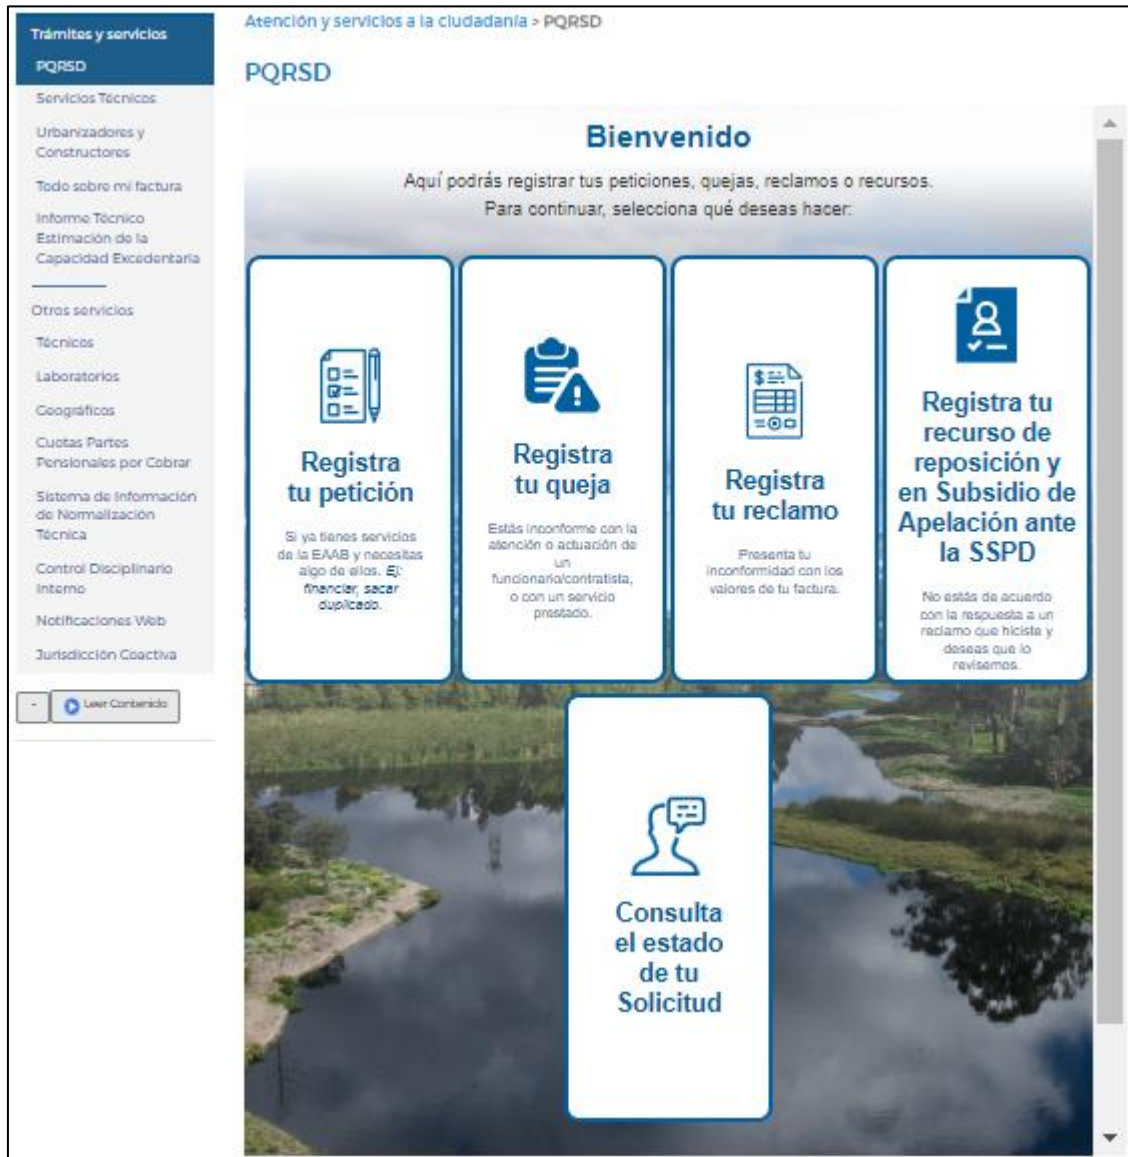 Trámites y servicios
PQRSD
Servicios Técnicos
Urbanizadores y
Constructores
Todo sobre mi factura
Informe Técnico
Estimación de la
Capacidad Excedentaria
Otros servicios
Técnicos
Laboratorios
Geográficos
Cuotas Partes
Pensionales por Cobrar
Sistema de Información
de Normalización
Técnica
Control Disciplinario
Interno
Notificaciones Web
Jurisdicción Coactiva
- Leer Contenido
Atención y servicios a la ciudadanía > PQRSD
PQRSD
Bienvenido
Aquí podrás registrar tus peticiones, quejas, reclamos o recursos.
Para continuar, selecciona qué deseas hacer:
Registra
tu petición
Si ya tienes servicios
de la EAAB y necesitas
algo de ellos. Ej:
financiar, sacar
duplicado.
Registra
tu queja
Estás inconforme con la
atención o actuación de
un
funcionario/contratista,
o con un servicio
prestado.
Registra
tu reclamo
Presenta tu
inconformidad con los
valores de tu factura.
Registra tu
recurso de
reposición y
en Subsidio de
Apelación ante
la SSPD
No estás de acuerdo
con la respuesta a un
reclamo que hiciste y
deseas que lo
revisemos.
Consulta
el estado
de tu
Solicitud